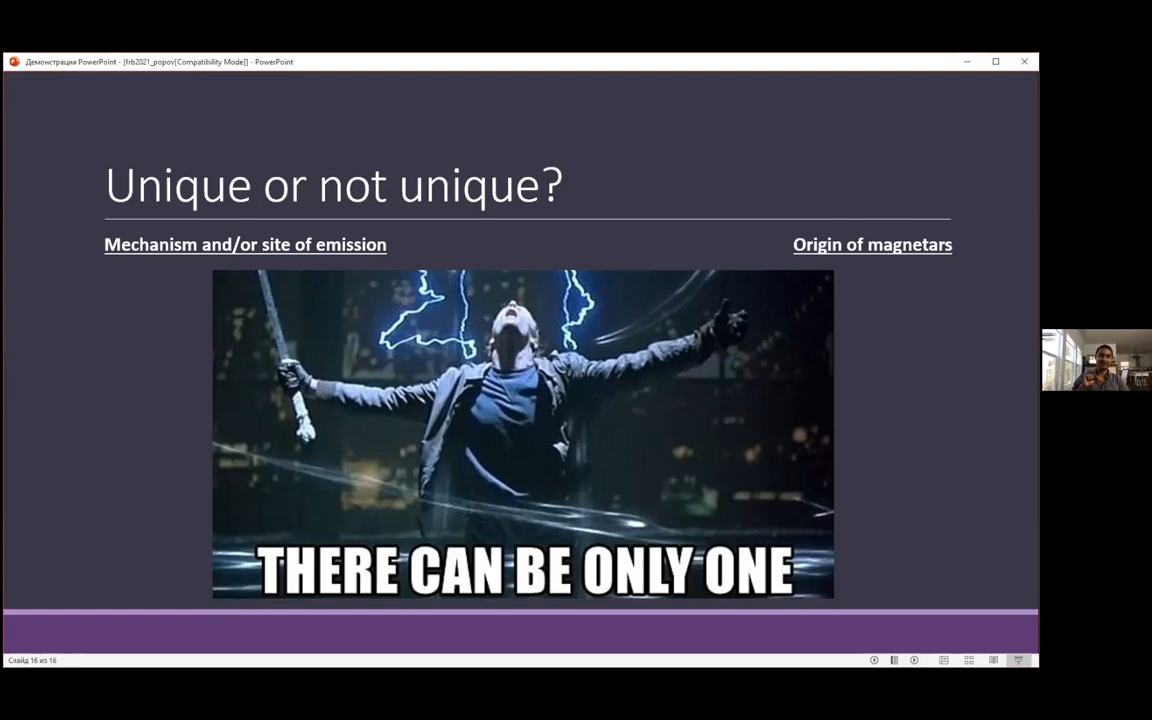 Демонстрация PowerPoint - [frb2021_popov[Compatibility Mode]] - PowerPoint
Unique or not unique?
Mechanism and/or site of emission
Origin of magnetars
THERE CAN BE ONLY ONE
Слайд 16 из 16